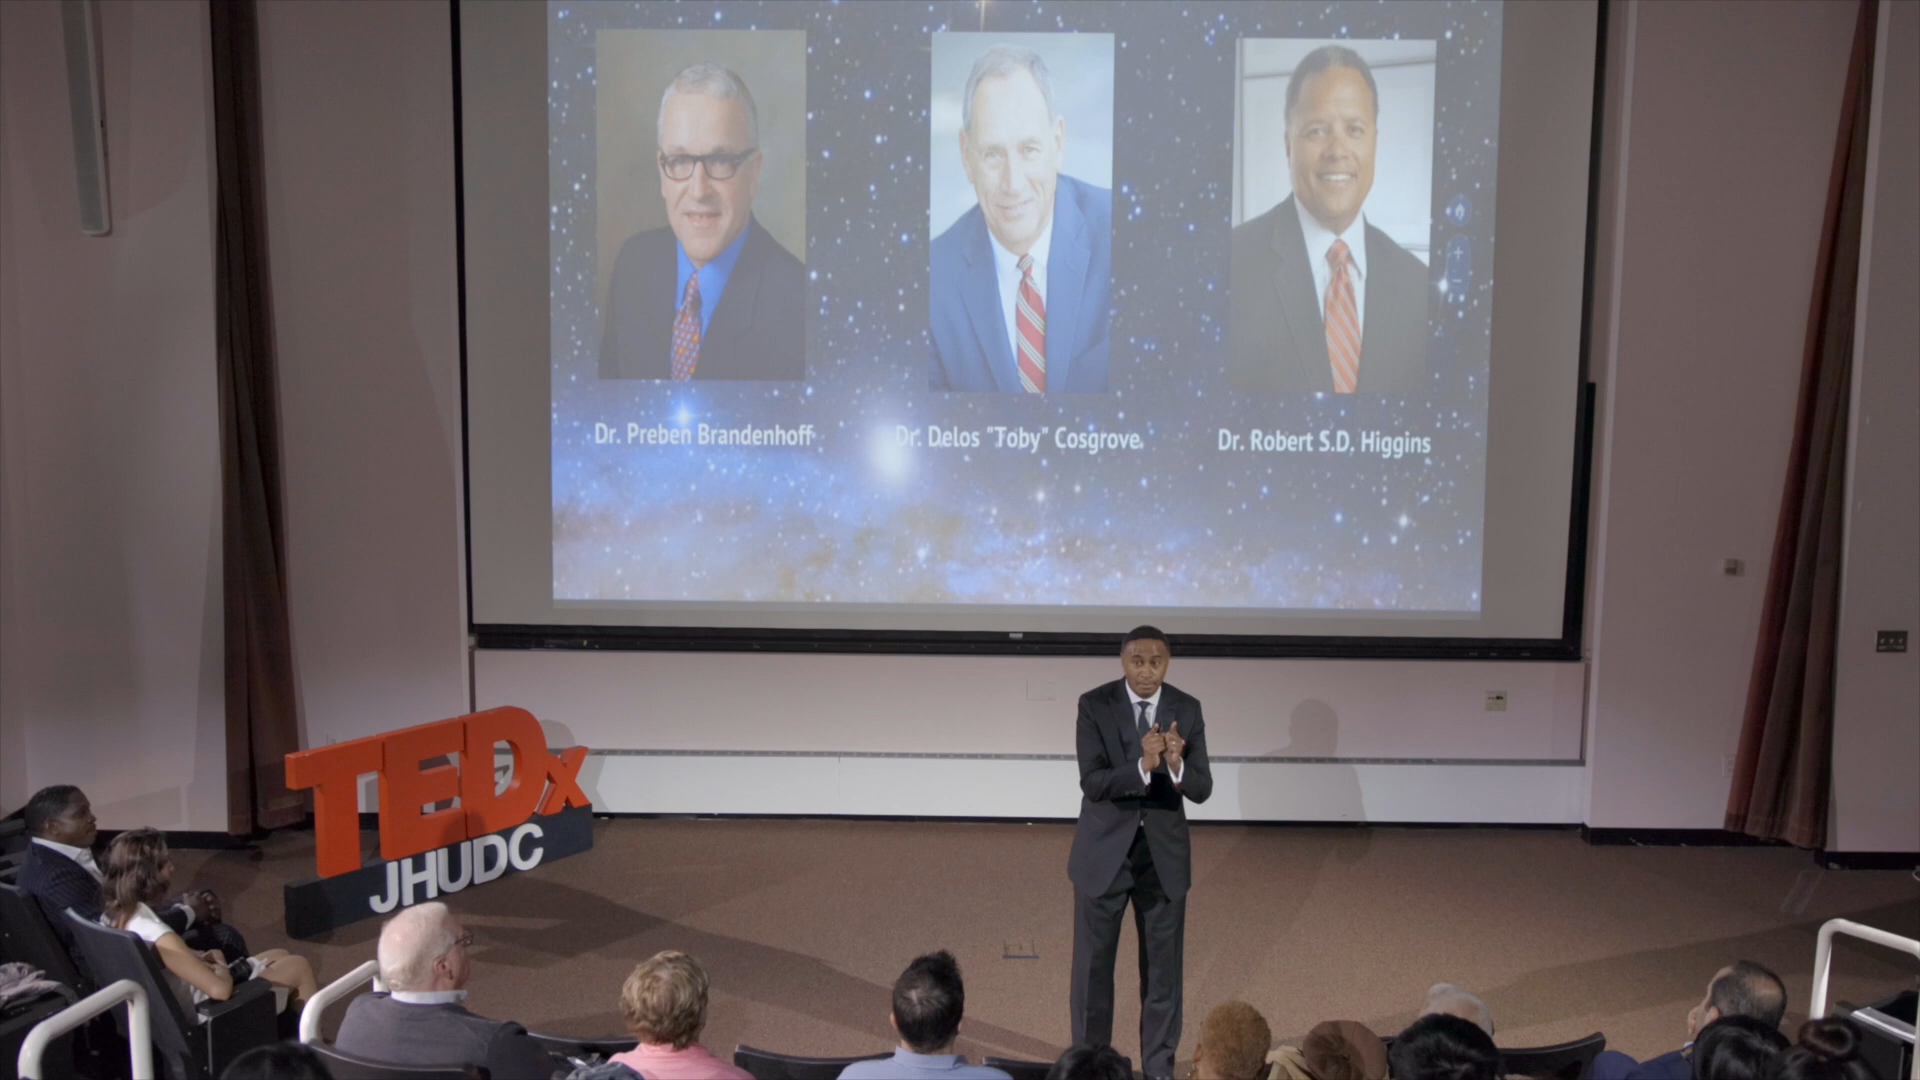 Dr. Preben Brandenhoff
Dr. Delos "Toby" Cosgrove
Dr. Robert S.D. Higgins
TEDx
JHUDC